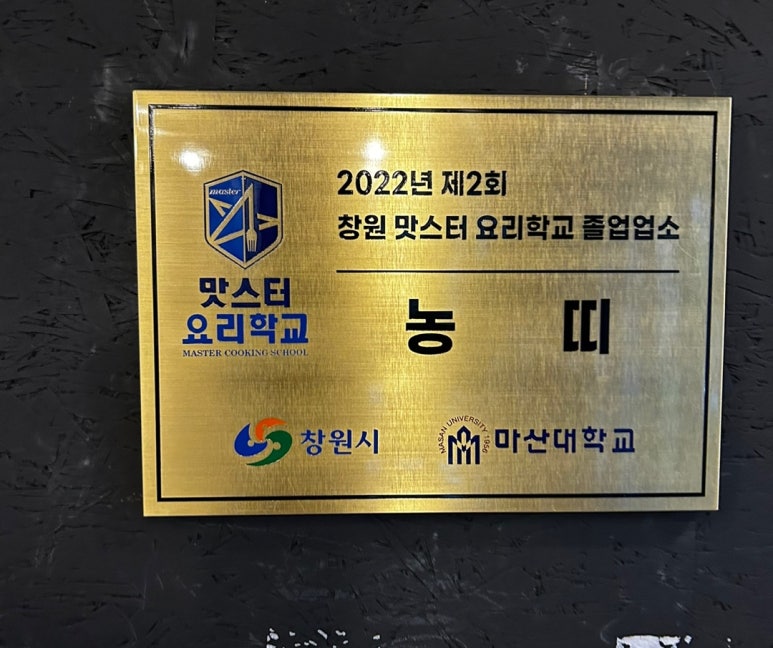 master
맛스터
요리학교
MASTER COOKING SCHOOL
2022년 제2회
창원 맛스터 요리학교 졸업업소
농 띠
창원시
MASAN UNIVERSITY 1956
마산대학교